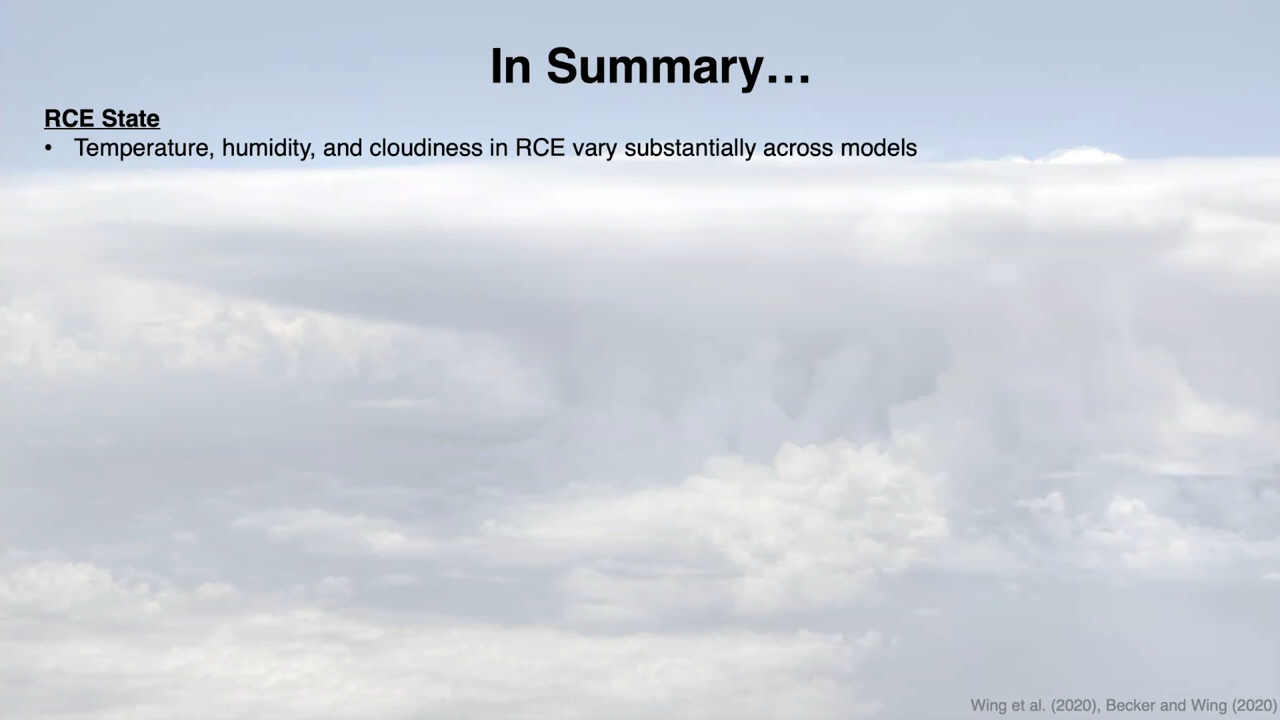 In Summary…
RCE State
• Temperature, humidity, and cloudiness in RCE vary substantially across models
Wing et al. (2020), Becker and Wing (2020)